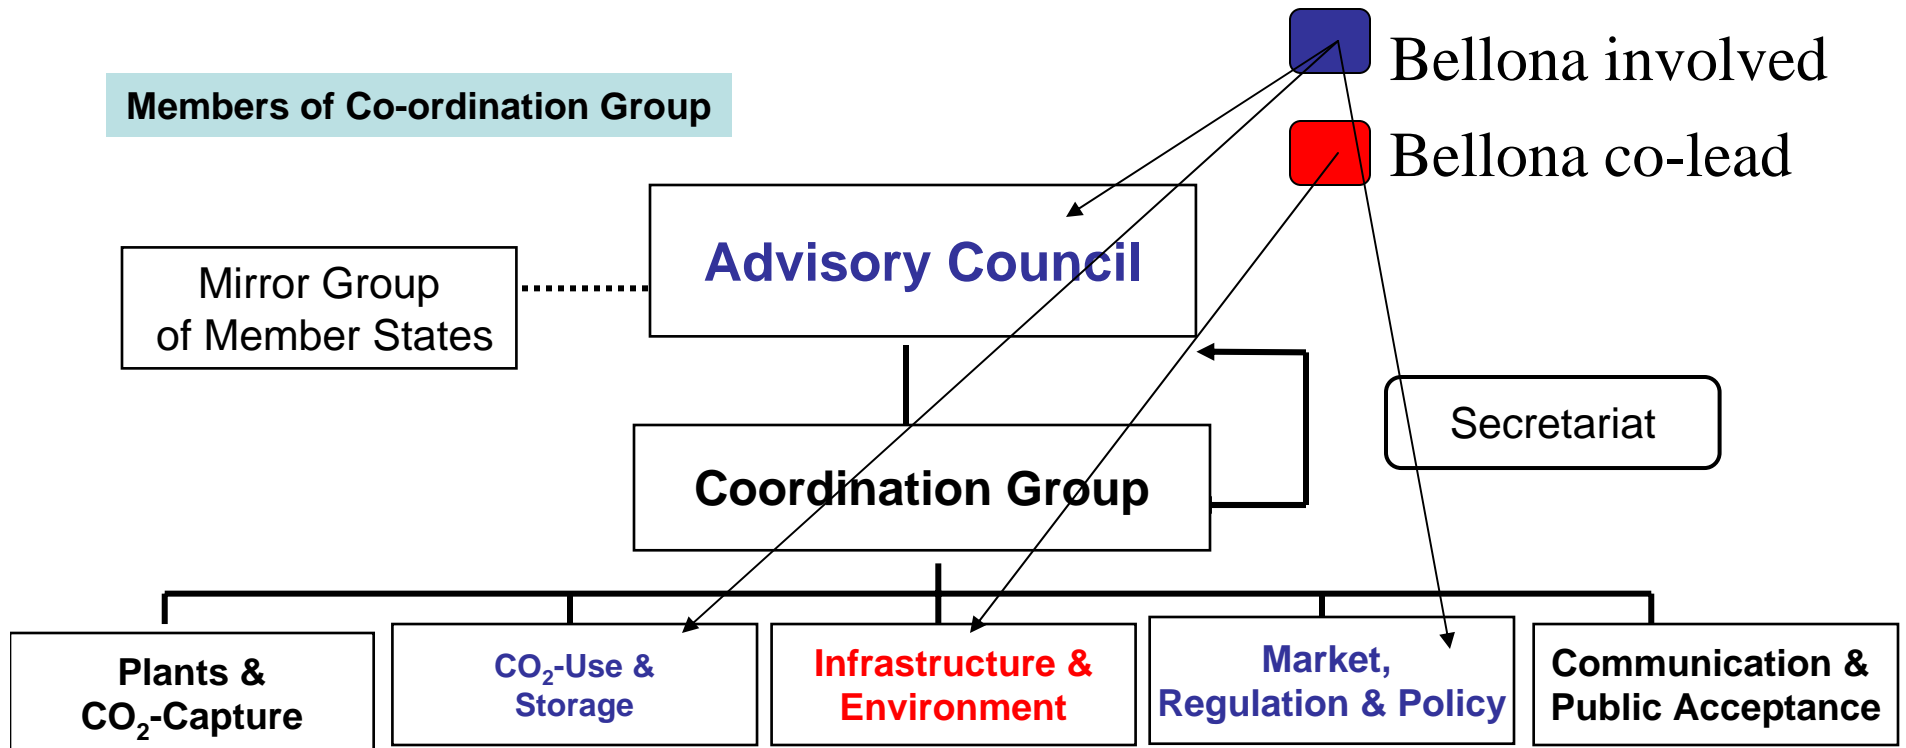 Bellona involved
Members of Co-ordination Group
Bellona co-lead
Advisory Council
Mirror Group
of Member States
Secretariat
Coordination Group
Plants &
CO₂-Capture
CO₂-Use &
Storage
Infrastructure &
Environment
Market,
Regulation & Policy
Communication &
Public Acceptance